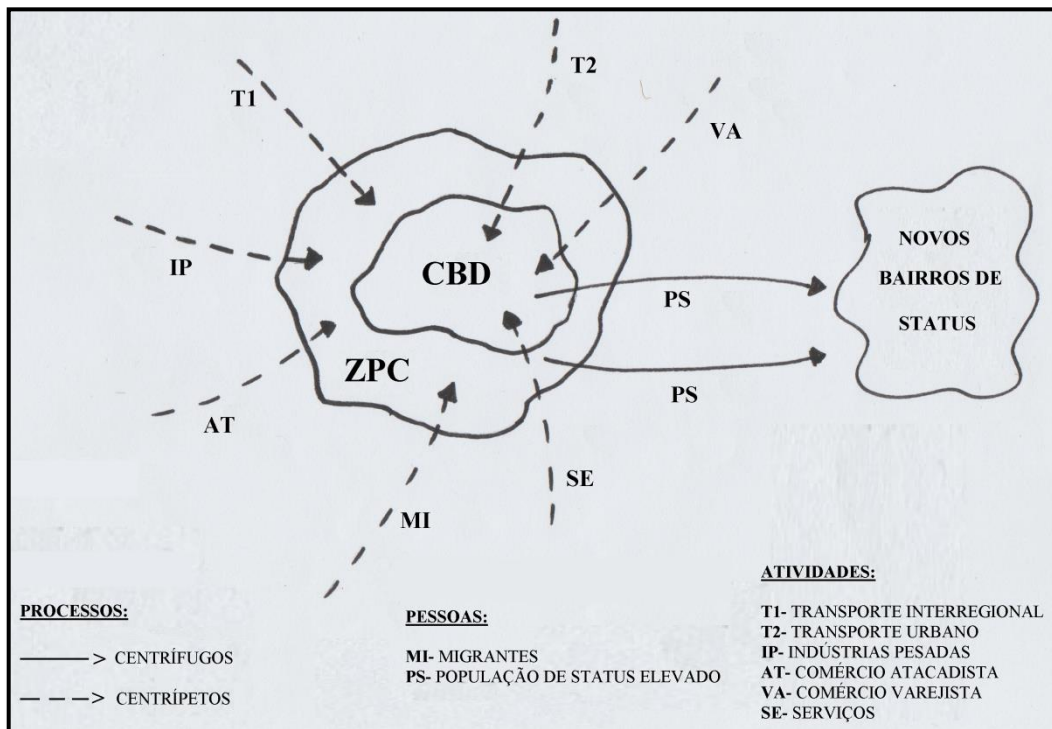 T1
T2
VA
IP
CBD
NOVOS
BAIRROS DE
STATUS
PS
ZPC
PS
AT
SE
MI
PROCESSOS:
> CENTRÍFUGOS
> CENTRÍPETOS
PESSOAS:
MI- MIGRANTES
PS- POPULAÇÃO DE STATUS ELEVADO
ATIVIDADES:
T1- TRANSPORTE INTERREGIONAL
T2- TRANSPORTE URBANO
IP- INDÚSTRIAS PESADAS
AT- COMÉRCIO ATACADISTA
VA- COMÉRCIO VAREJISTA
SE- SERVIÇOS